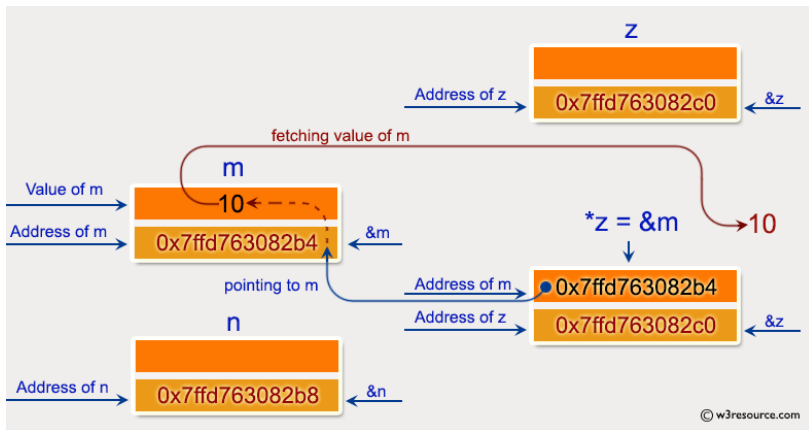 z
Address of z
0x7ffd763082c0
&z
fetching value of m
m
Value of m
10
Address of m
0x7ffd763082b4
&m
10
*z = &m
pointing to m
Address of m
0x7ffd763082b4
Address of z
0x7ffd763082c0
&z
n
Address of n
0x7ffd763082b8
&n
© w3resource.com